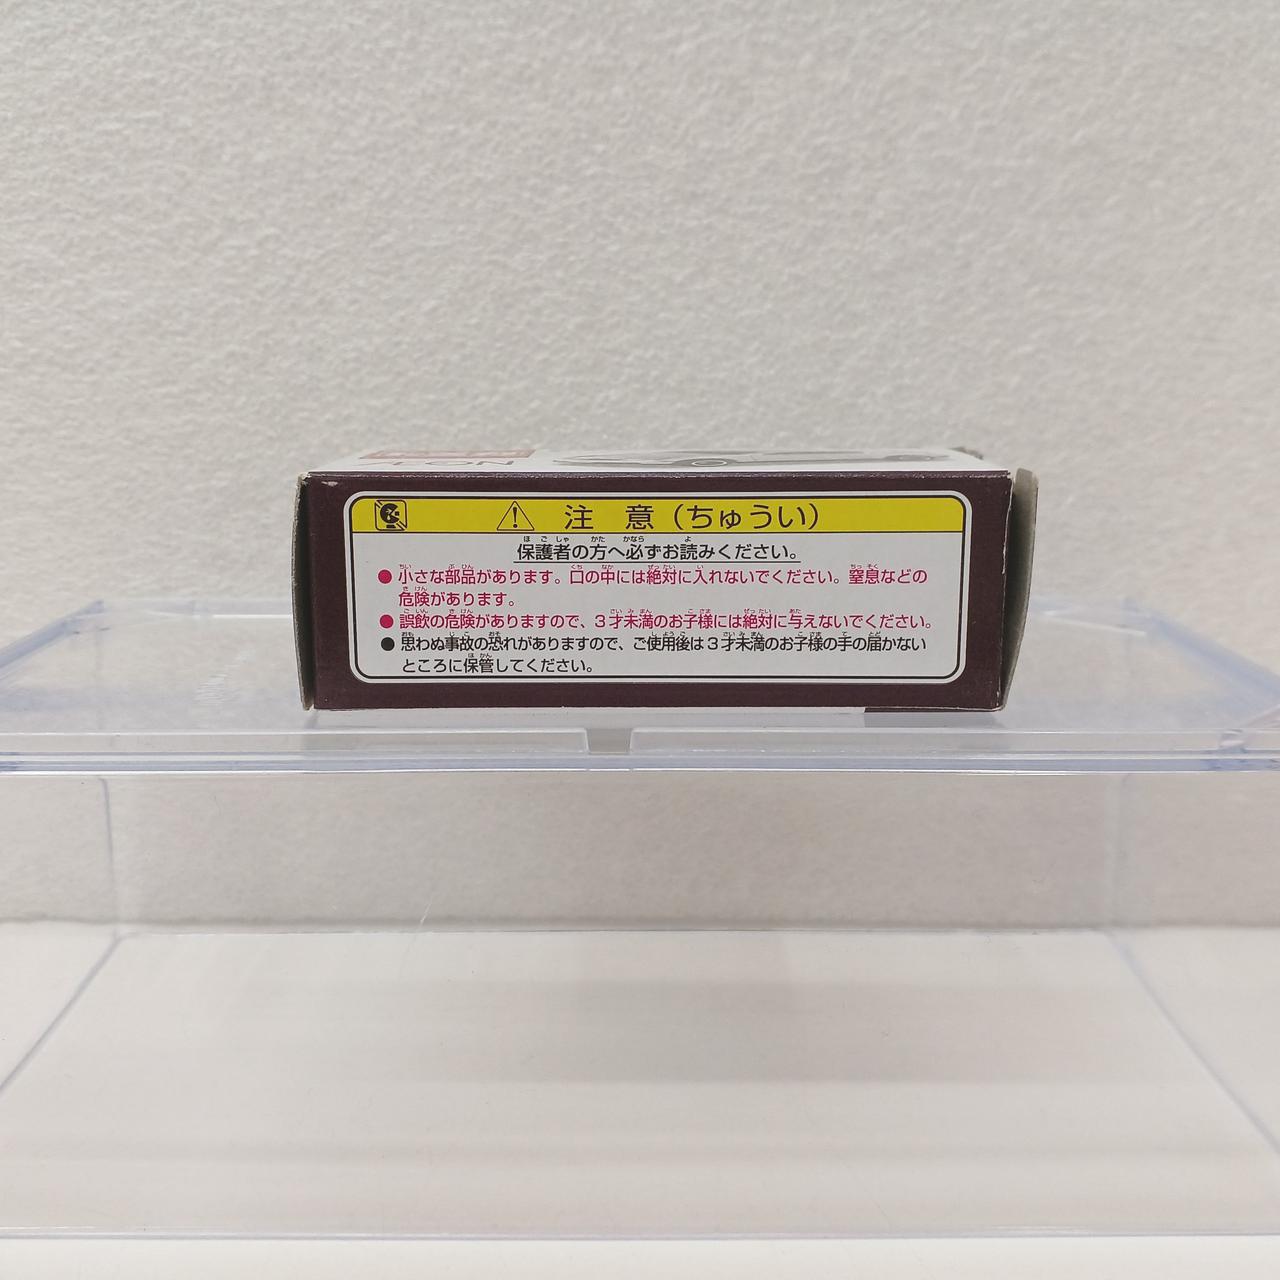 NO.
注 意(ちゅうい)
保護者の方へ必ずお読みください。
●小さな部品があります。口の中には絶対に入れないでください。窒息などの
危険があります。
●誤飲の危険がありますので、3才未満のお子様には絶対に与えないでください。
●思わぬ事故の恐れがありますので、ご使用後は3才未満のお子様の手の届かない
ところに保管してください。